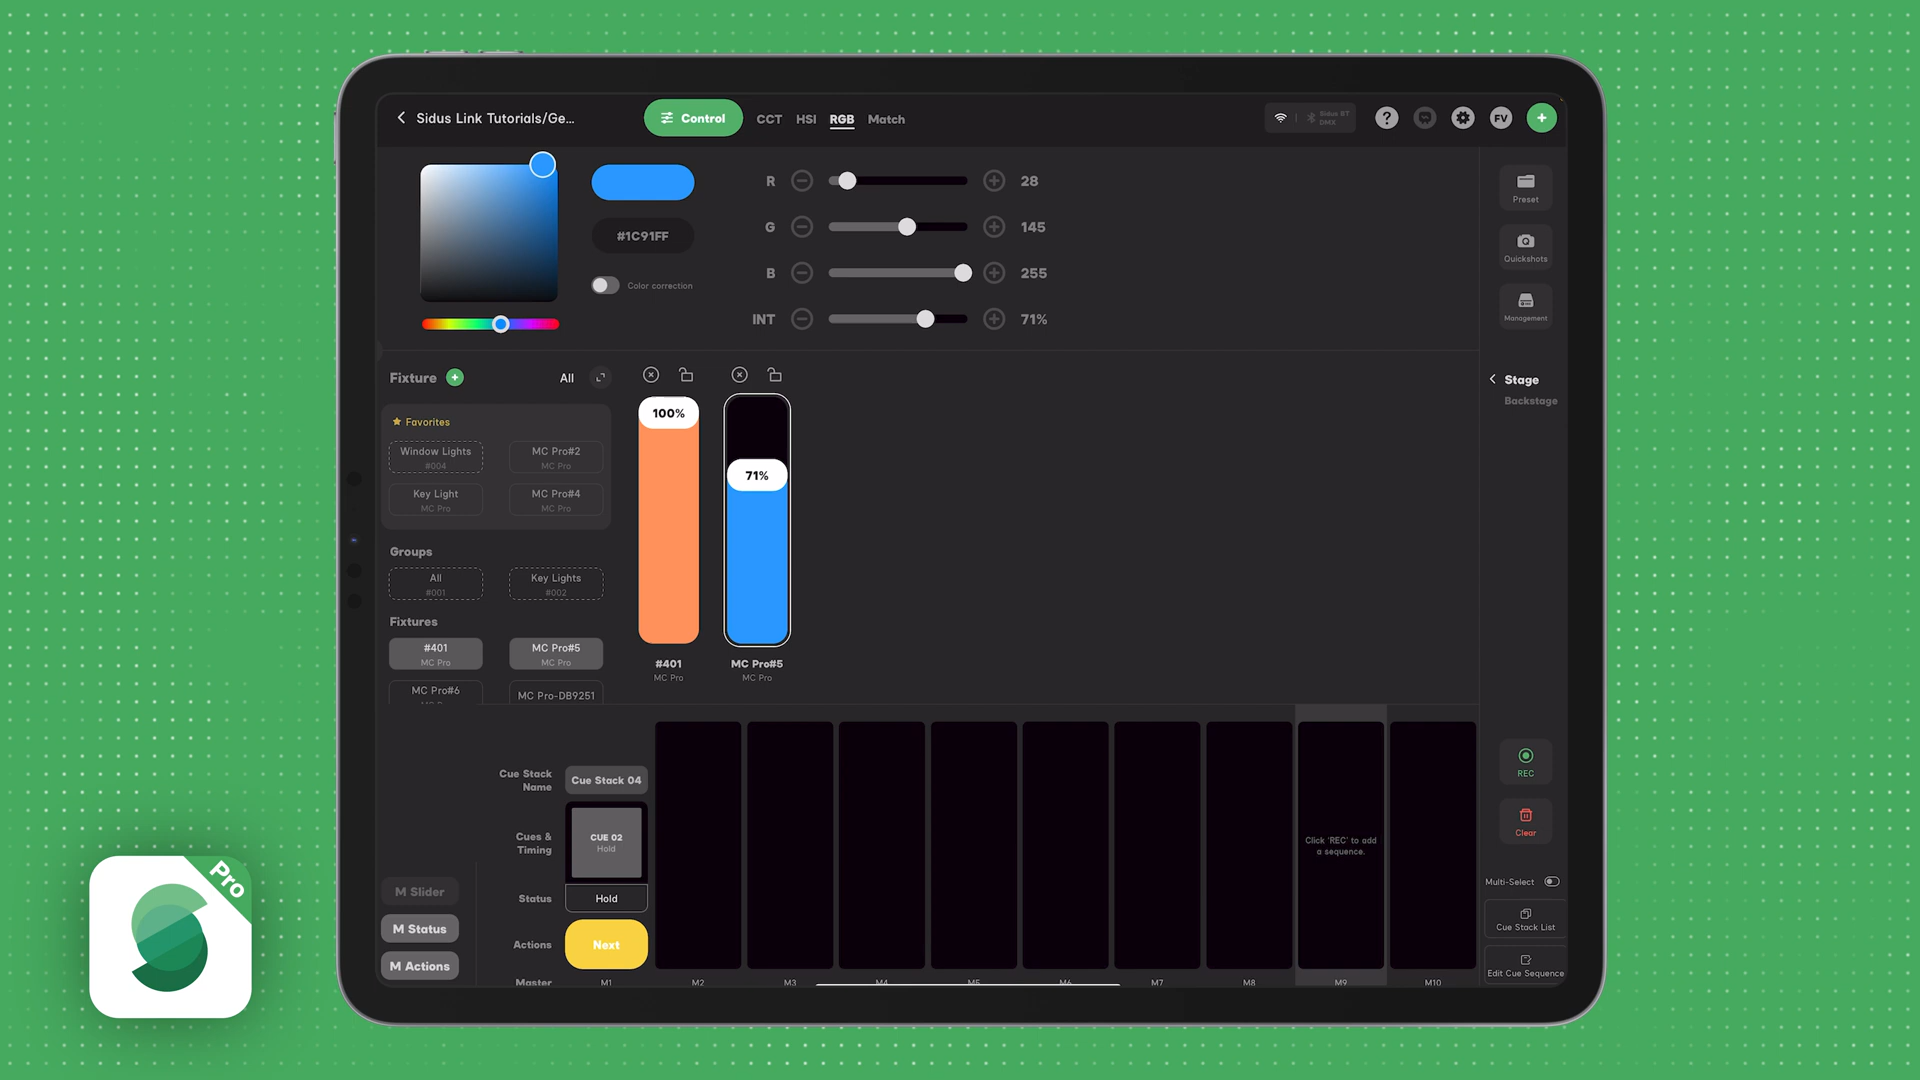 Sidus Link Tutorials/Ge...
Control
CCT
HSI
RGB
Match
Sidus BT
DMX
?
FV
R
28
G
145
#1C91FF
B
255
Color correction
INT
71%
Preset
Quickshots
Management
Fixture
All
Stage
Backstage
Favorites
Window Lights
#004
MC Pro#2
MC Pro
Key Light
MC Pro
MC Pro#4
MC Pro
Groups
All
#001
Key Lights
#002
Fixtures
#401
MC Pro
MC Pro#5
MC Pro
MC Pro#6
MC Pro-DB9251
100%
71%
#401
MC Pro
MC Pro#5
MC Pro
Cue Stack
Name
Cue Stack 04
Cues &
Timing
CUE 02
Hold
Status
Hold
Actions
Next
Master
M1
M2
M3
M4
M5
M6
M7
M8
M9
M10
Click 'REC' to add
a sequence.
M Slider
M Status
M Actions
REC
Clear
Multi-Select
Cue Stack List
Edit Cue Sequence
Pro